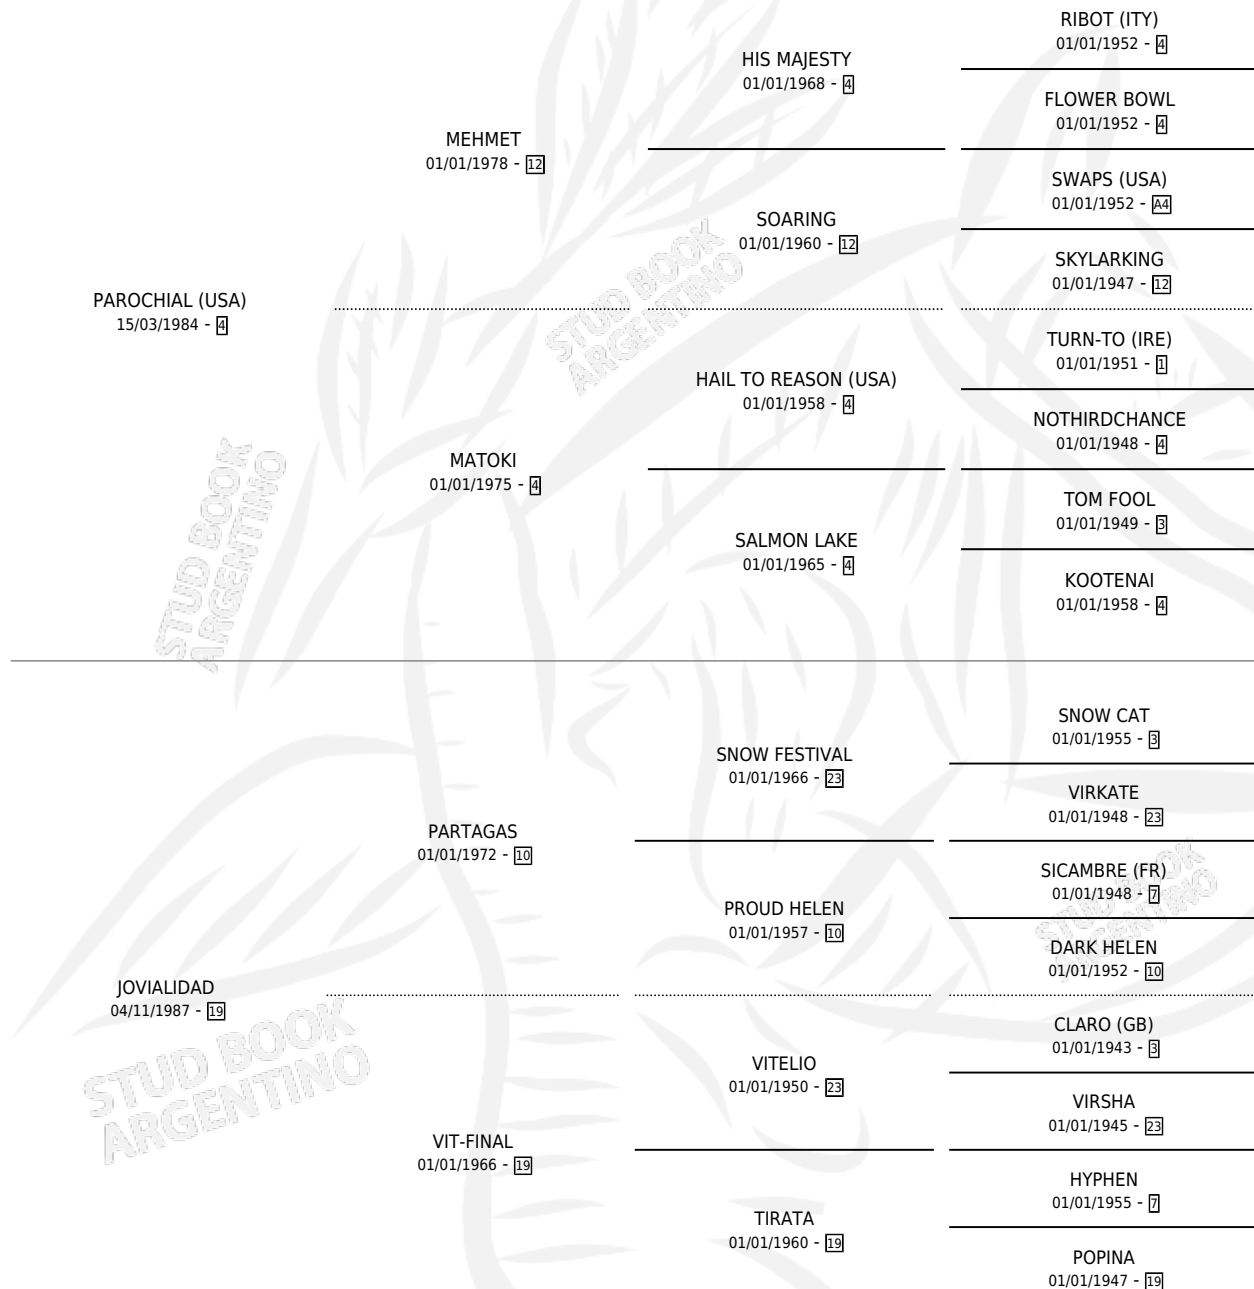 RIBOT (ITY)
01/01/1952 - 4
HIS MAJESTY
01/01/1968 - 4
FLOWER BOWL
01/01/1952 - 4
MEHMET
01/01/1978 - 12
SWAPS (USA)
01/01/1952 - A4
SOARING
01/01/1960 - 12
SKYLARKING
01/01/1947 - 12
PAROCHIAL (USA)
15/03/1984 - 4
TURN-TO (IRE)
01/01/1951 - 1
HAIL TO REASON (USA)
01/01/1958 - 4
NOTHIRDCHANCE
01/01/1948 - 4
MATOKI
01/01/1975 - 4
TOM FOOL
01/01/1949 - 3
SALMON LAKE
01/01/1965 - 4
KOOTENAI
01/01/1958 - 4
STUD BOOK
ARGENTINO
STUD BOOK
ARGENTINO
SNOW CAT
01/01/1955 - 3
SNOW FESTIVAL
01/01/1966 - 23
VIRKATE
01/01/1948 - 23
PARTAGAS
01/01/1972 - 10
SICAMBRE (FR)
01/01/1948 - 7
PROUD HELEN
01/01/1957 - 10
DARK HELEN
01/01/1952 - 10
STUD BOOK
ARGENTINO
JOVIALIDAD
04/11/1987 - 19
CLARO (GB)
01/01/1943 - 3
VITELIO
01/01/1950 - 23
VIRSHA
01/01/1945 - 23
VIT-FINAL
01/01/1966 - 19
HYPHEN
01/01/1955 - 7
TIRATA
01/01/1960 - 19
POPINA
01/01/1947 - 19
STUD BOOK
ARGENTINO